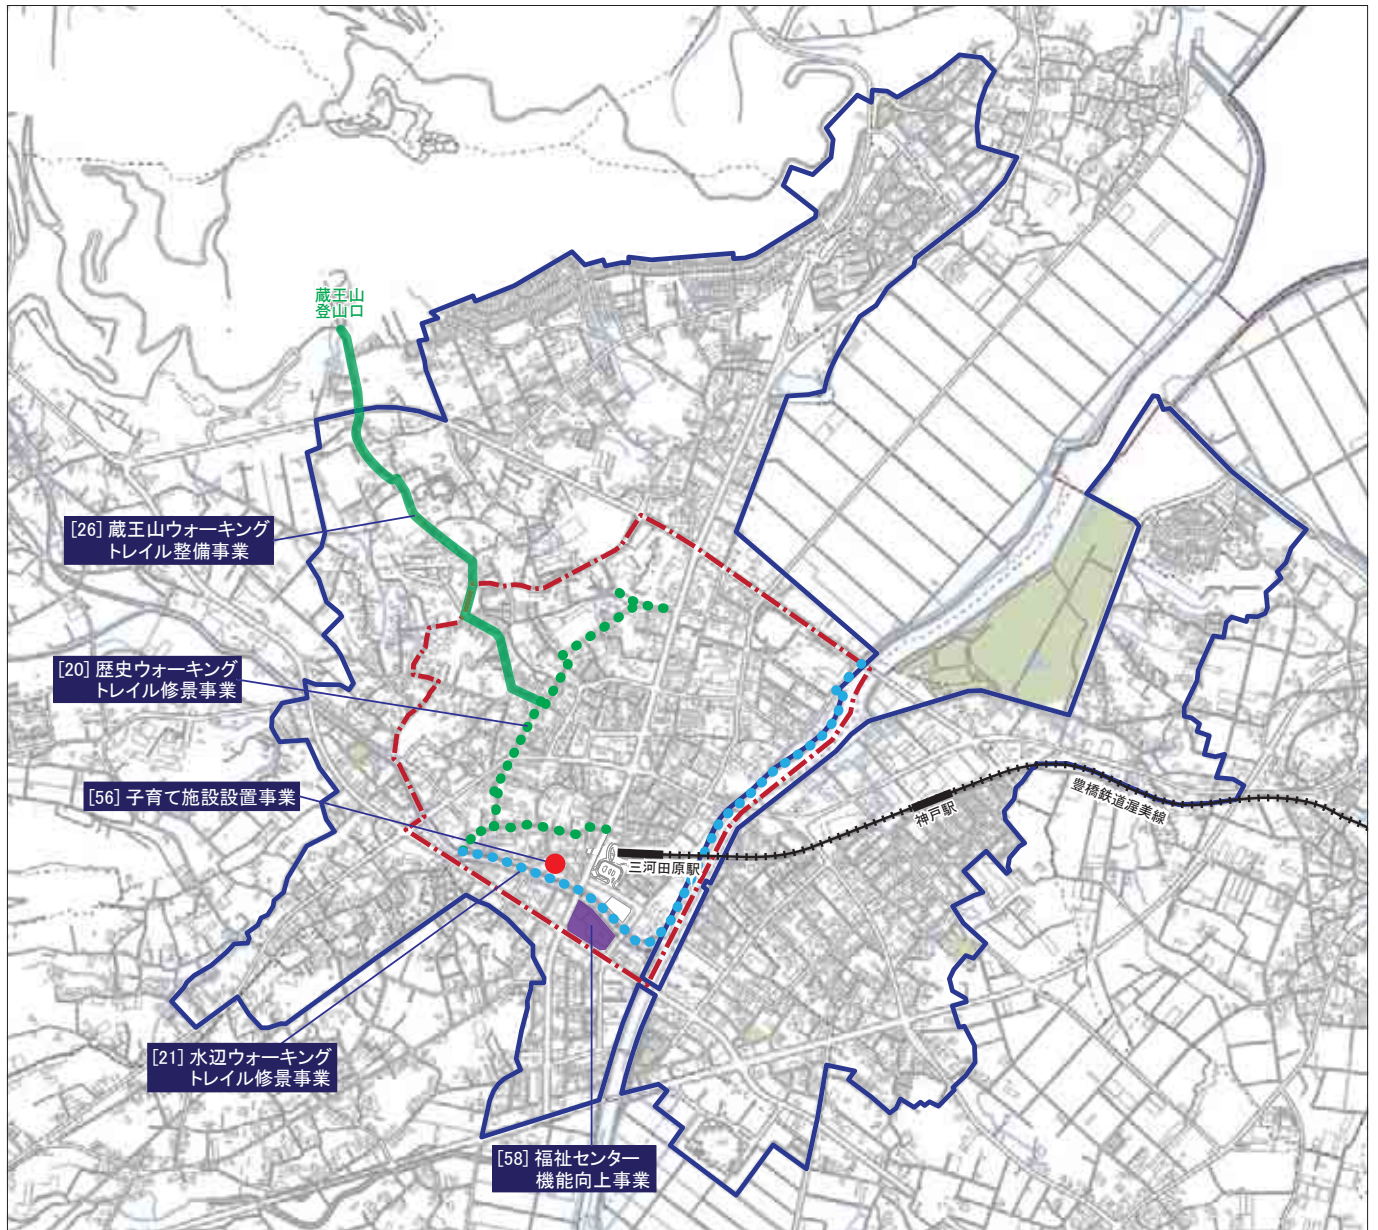 蔵王山
登山口
[26] 蔵王山ウォーキング
トレイル整備事業
[20] 歴史ウォーキング
トレイル修景事業
[56] 子育て施設設置事業
豊橋鉄道渥美線
神戸駅
三河田原駅
[21] 水辺ウォーキング
トレイル修景事業
[58] 福祉センター
機能向上事業